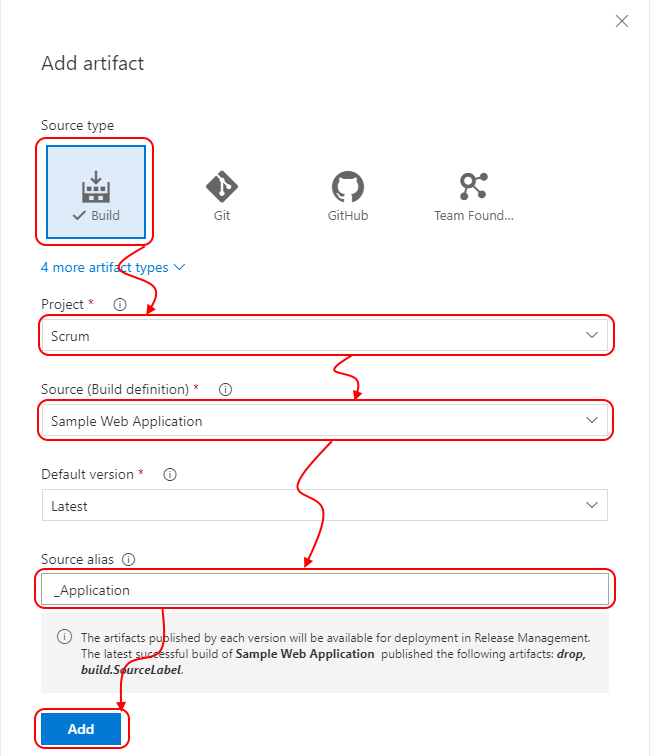 Add artifact
Source type
Build
Git
GitHub
Team Found...
4 more artifact types
Project *
Scrum
Source (Build definition) *
Sample Web Application
Default version *
Latest
Source alias
_Application
The artifacts published by each version will be available for deployment in Release Management.
The latest successful build of Sample Web Application published the following artifacts: drop,
build.SourceLabel.
Add